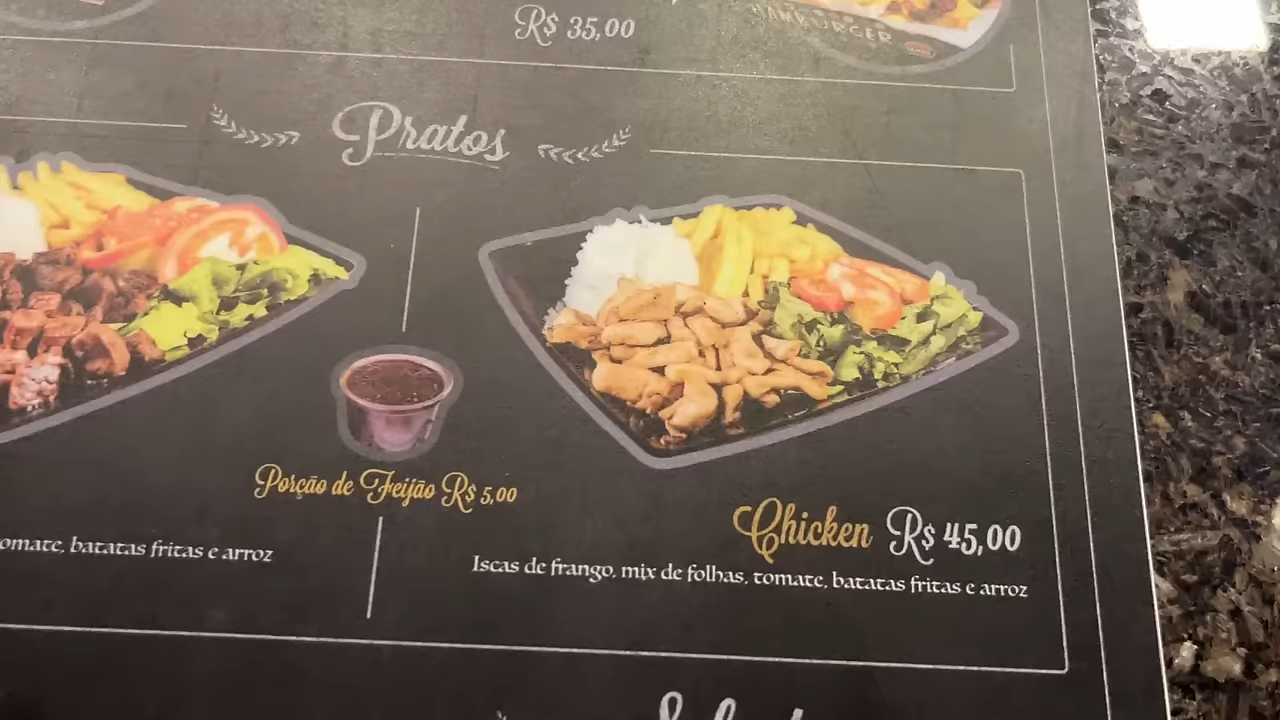 R$ 35,00
HAMBURGER
Pratos
Porção de Feijão R$ 5,00
Chicken R$ 45,00
batatas fritas e arroz
Iscas de frango, mix de folhas, tomate, batatas fritas e arroz